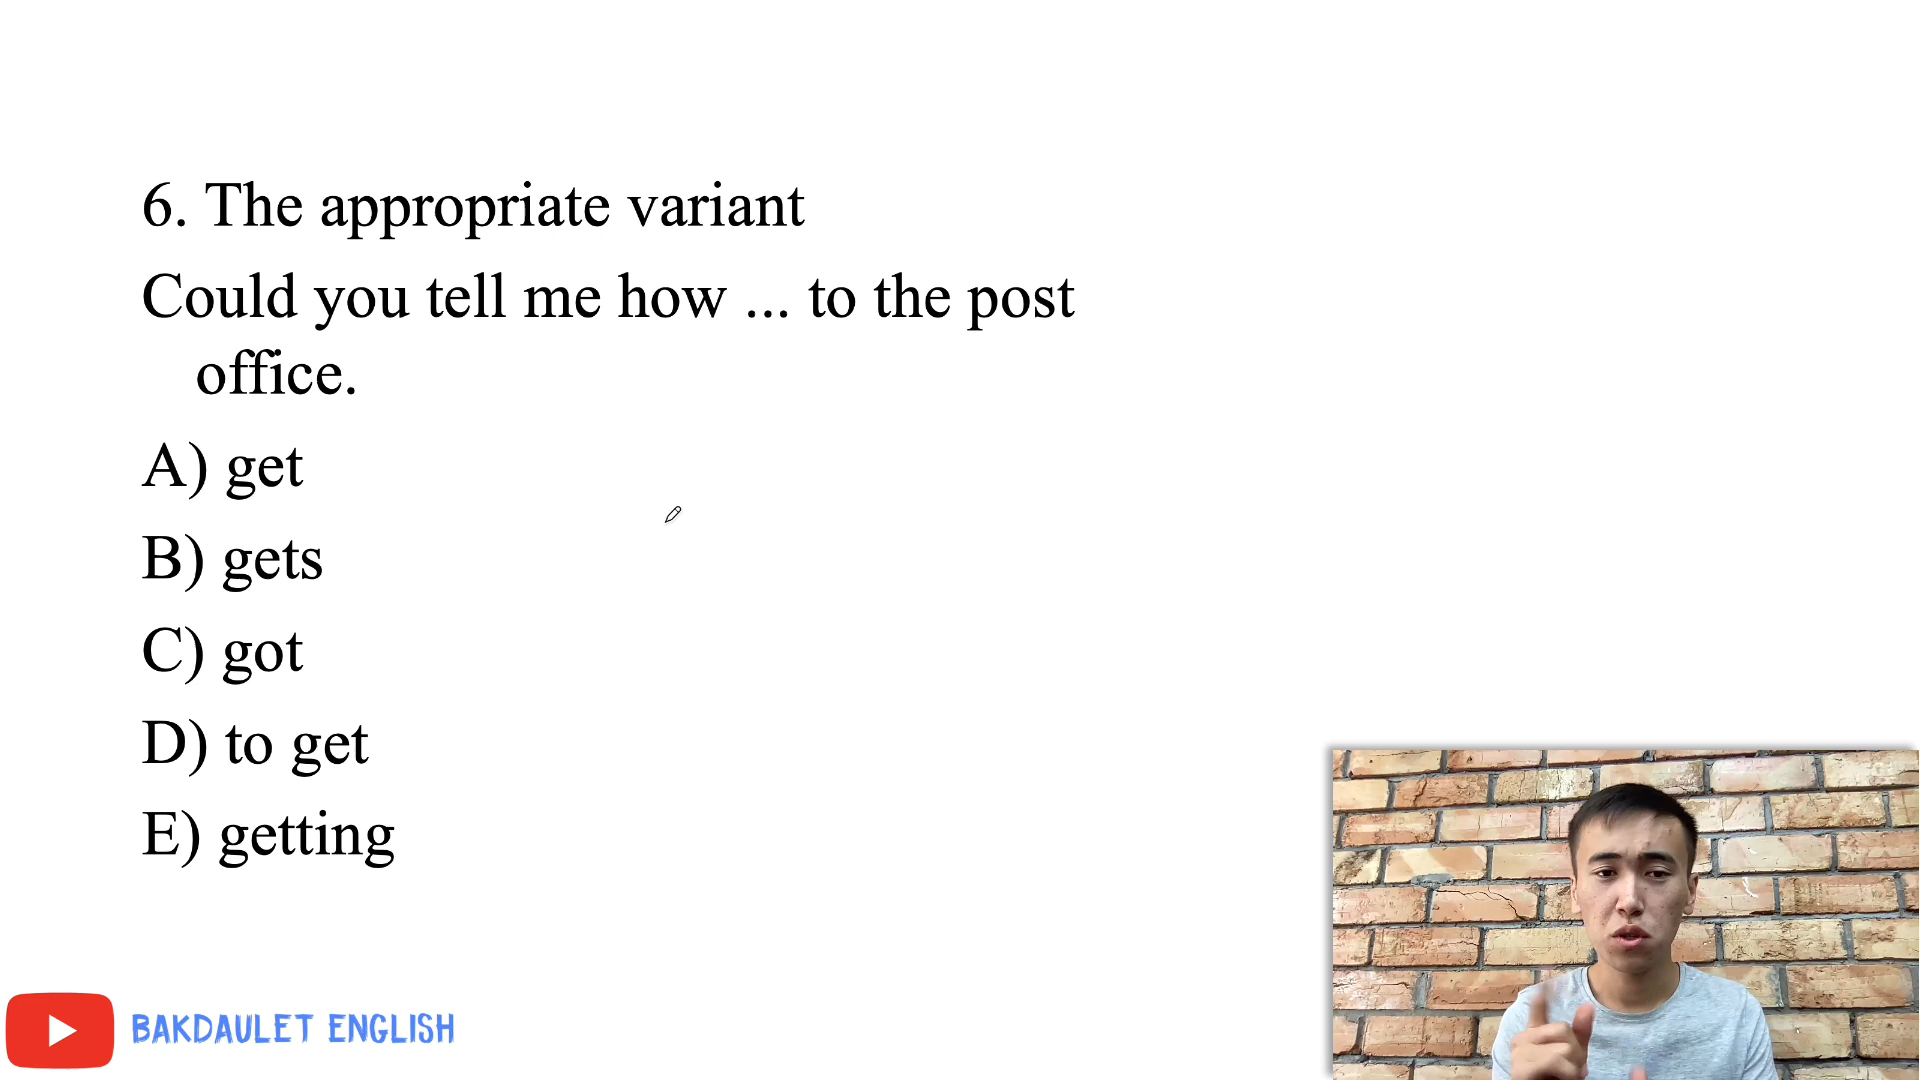 6. The appropriate variant
Could you tell me how ... to the post
office.
A) get
B) gets
C) got
D) to get
E) getting
BAKDAULET ENGLISH